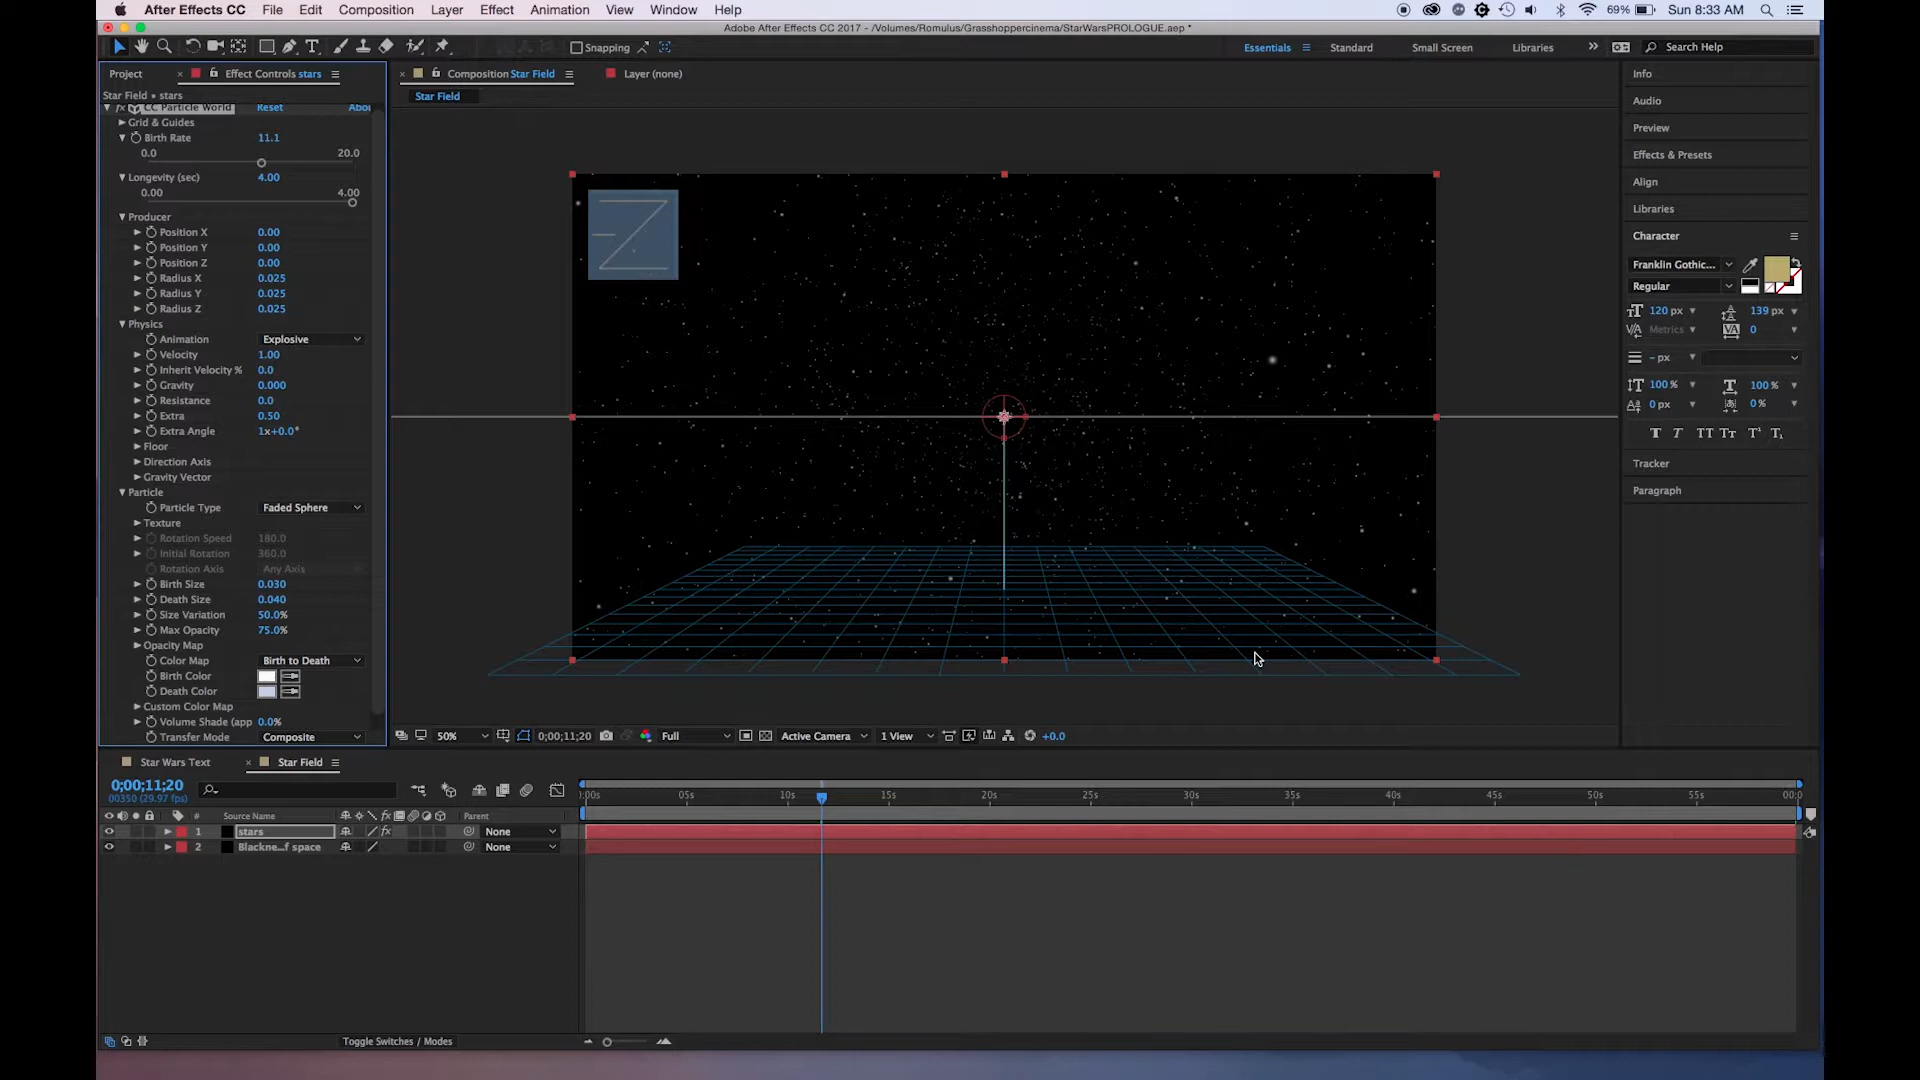 After Effects CC File Edit Composition Layer Effect Animation View Window Help 69% Sun 8:33 AM
Adobe After Effects CC 2017 - /Volumes/Romulus/Grasshoppercinema/StarWarsPROLOGUE.aep *
Snapping Essentials Standard Small Screen Libraries Search Help
Project Effect Controls stars Composition Star Field Layer (none) Info
Star Field • stars Star Field
CC Particle World Reset Abou Audio
Grid & Guides
Birth Rate 11.1 Preview
0.0 20.0 Effects & Presets
Longevity (sec) 4.00 Align
0.00 4.00
Producer Libraries
Position X 0.00 Character
Position Y 0.00
Position Z 0.00 Franklin Gothic...
Radius X 0.025
Radius Y 0.025 Regular
Radius Z 0.025 120 px 139 px
Physics Metrics 0
Animation Explosive
Velocity 1.00 - px
Inherit Velocity % 0.0
Gravity 0.000 100 % 100 %
Resistance 0.0 0 px 0 %
Extra 0.50
Extra Angle 1x+0.0° T T TT Tт T¹ T₁
Floor
Direction Axis Tracker
Gravity Vector
Particle Paragraph
Particle Type Faded Sphere
Texture
Rotation Speed 180.0
Initial Rotation 360.0
Rotation Axis Any Axis
Birth Size 0.030
Death Size 0.040
Size Variation 50.0%
Max Opacity 75.0%
Opacity Map
Color Map Birth to Death
Birth Color
Death Color
Custom Color Map
Volume Shade (app 0.0%
Transfer Mode Composite 50% 0;00;11;20 Full Active Camera 1 View +0.0
Star Wars Text Star Field
0;00;11;20
00350 (29.97 fps) :00s 05s 10s 15s 20s 25s 30s 35s 40s 45s 50s 55s 00:0
# Source Name Parent
1 stars None
2 Blackne...f space None
Toggle Switches / Modes